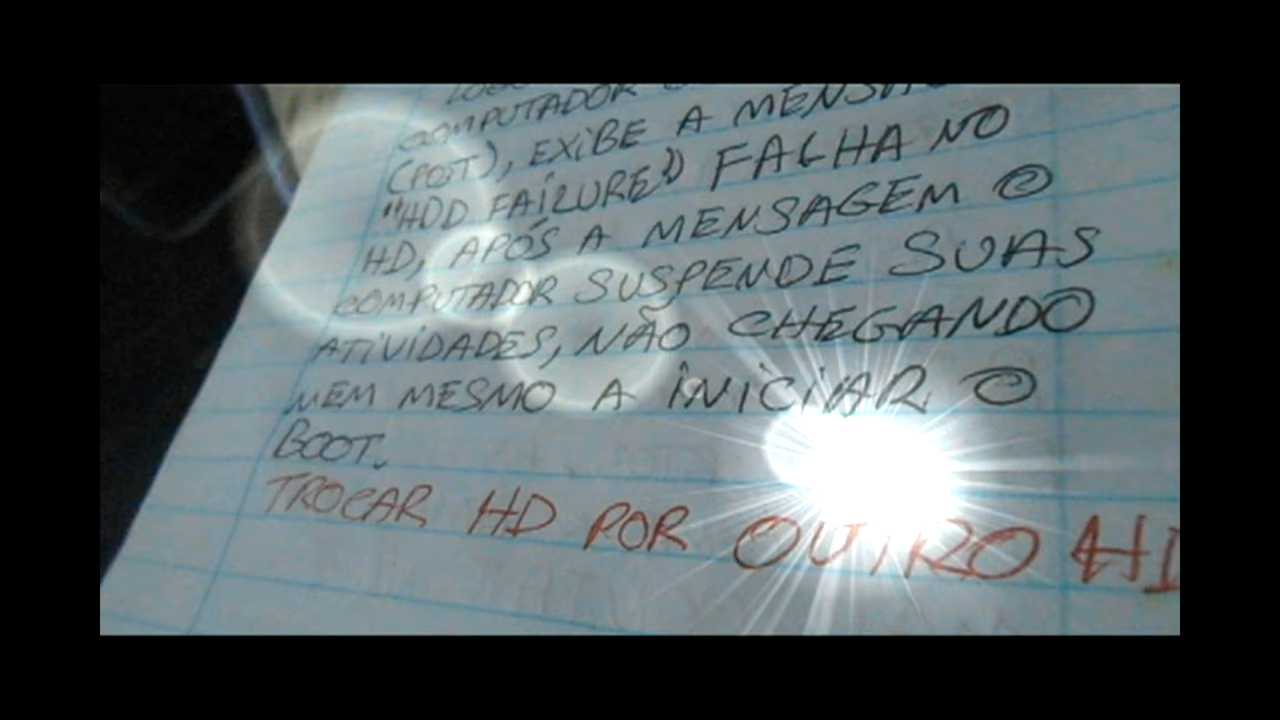 COMPUTADOR
(POST), EXIBE A
"HDD FAILURE") FALHA NO
HD, APÓS A MENSAGEM O
COMPUTADOR SUSPENDE SUAS
ATIVIDADES, NÃO CHEGANDO
NEM MESMO A INICIAR O
BOOT.
TROCAR HD POR OUTRO